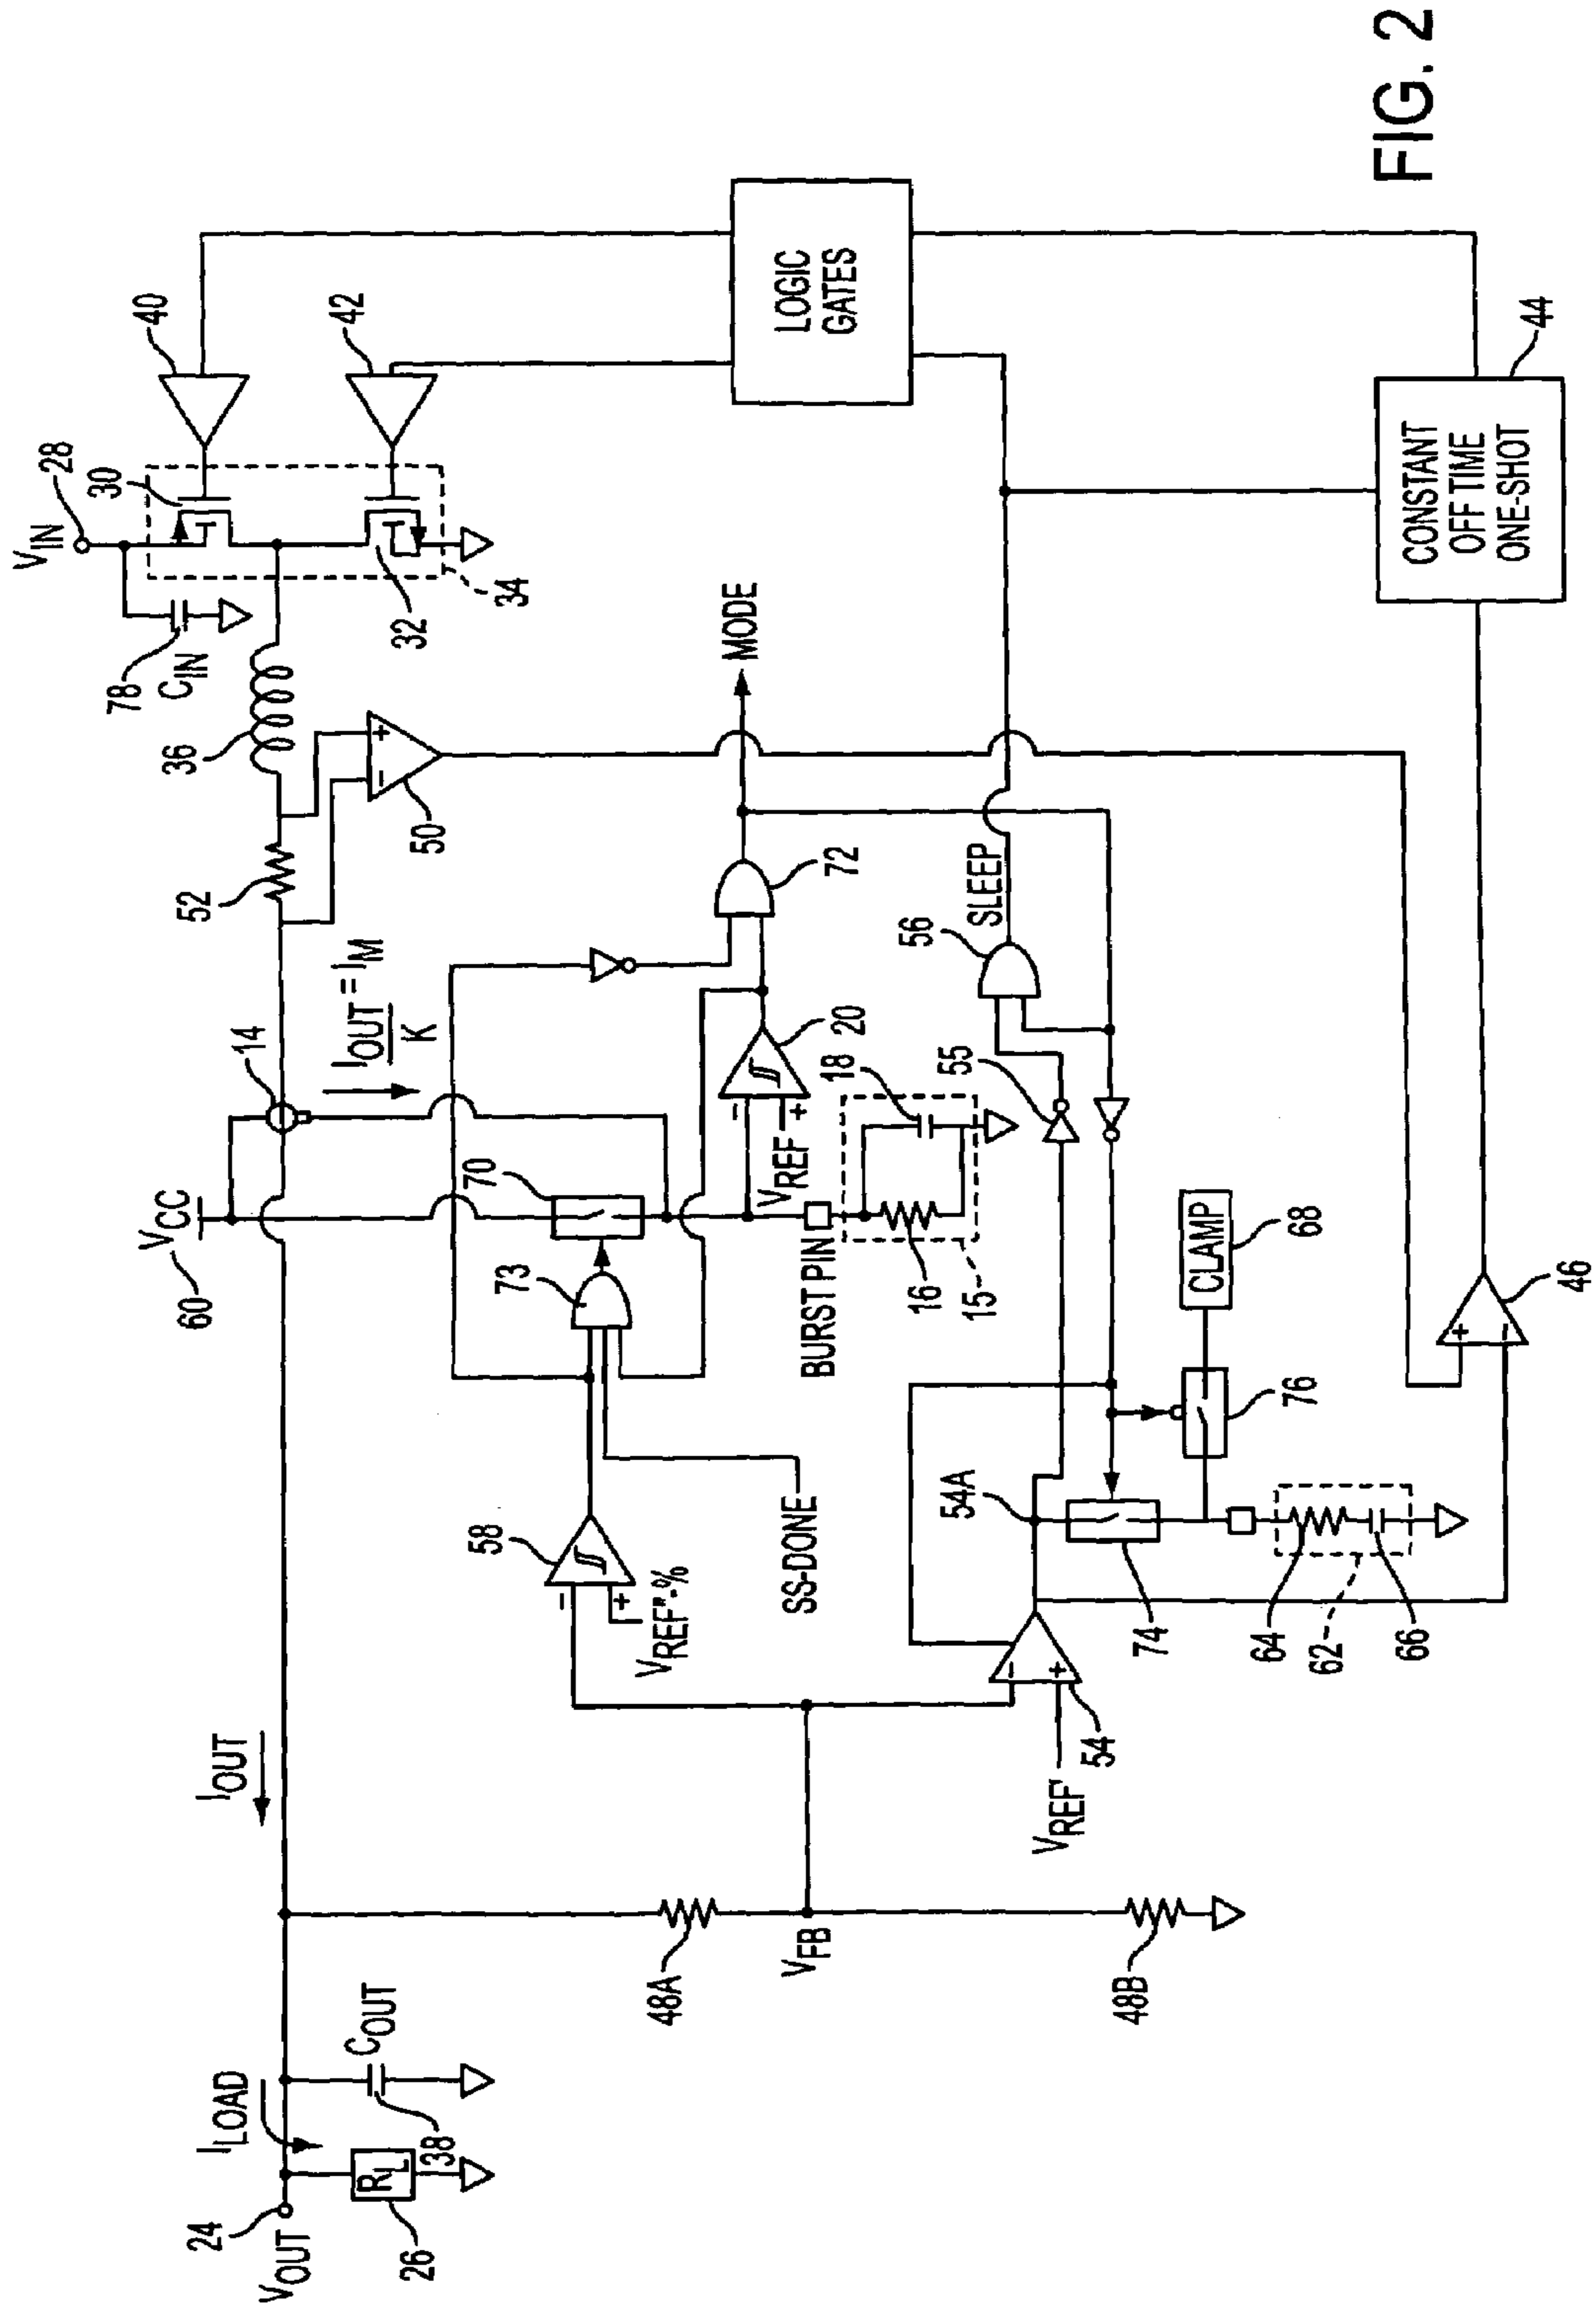 FIG. 2
V_IN
28
30
40
42
C_IN
78
36
32
34
LOGIC
GATES
CONSTANT
OFF TIME
ONE-SHOT
44
52
+
−
50
MODE
72
SLEEP
56
14
I_OUT/K = I_M
V_CC
60
70
73
20
−
+
V_REF
18
BURST PIN
16
15
55
CLAMP
68
76
46
+
−
58
−
+
V_REF"-%
SS-DONE
54A
74
64
62
66
−
+
V_REF'
54
I_OUT
48A
V_FB
48B
I_LOAD
C_OUT
38
R_L
26
24
V_OUT